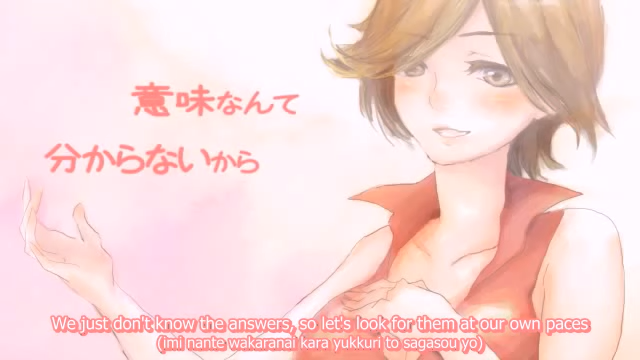 意味なんて
分からないから
We just don't know the answers, so let's look for them at our own paces
(imi nante wakaranai kara yukkuri to sagasou yo)